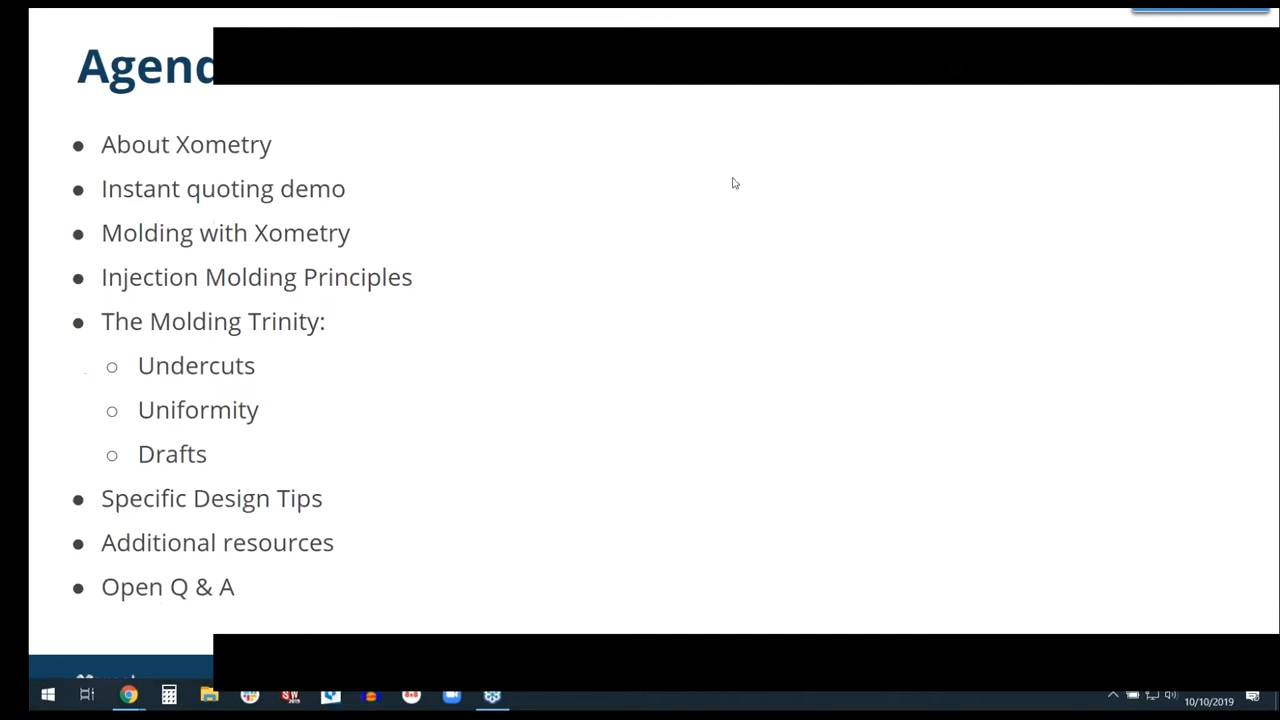 Agend
● About Xometry
● Instant quoting demo
● Molding with Xometry
● Injection Molding Principles
● The Molding Trinity:
○ Undercuts
○ Uniformity
○ Drafts
● Specific Design Tips
● Additional resources
● Open Q & A
10/10/2019